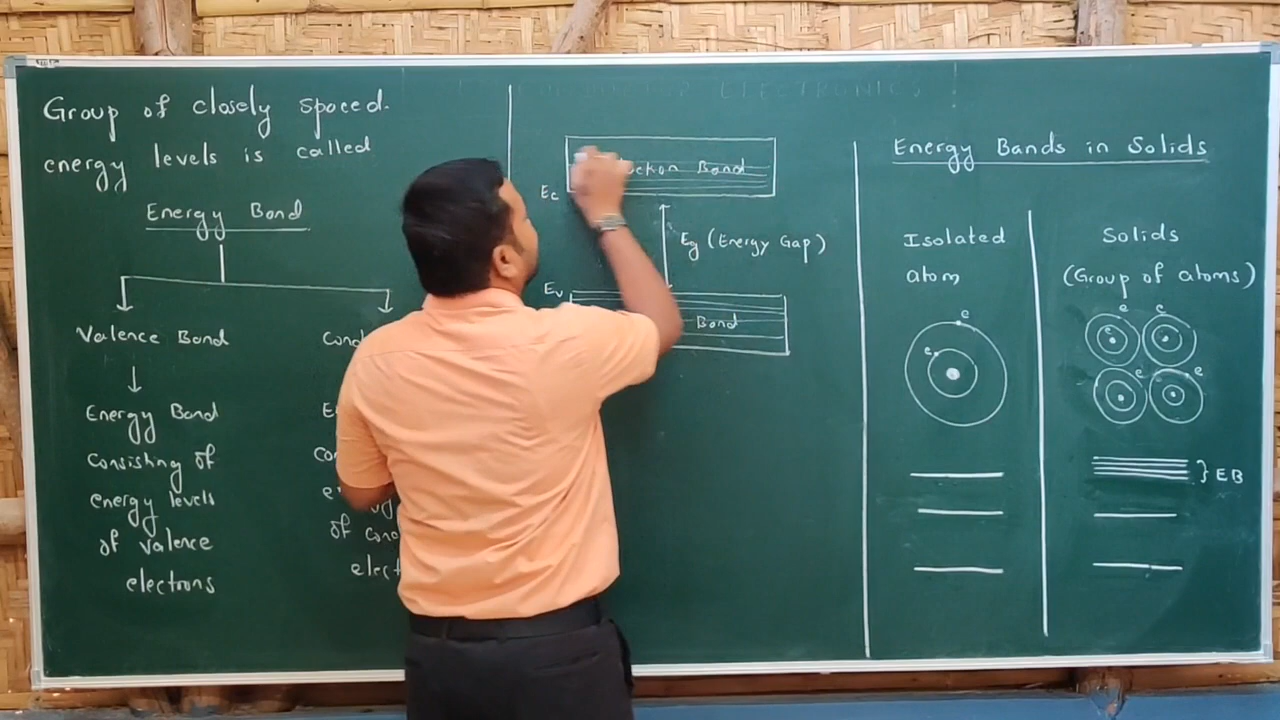 Group of closely spaced
energy levels is called
Energy Band
Valence Band
Energy Band
Consisting of
energy levels
of valence
electrons
of
Band
Ec
Eg (Energy Gap)
Ev
Band
Energy Bands in Solids
Isolated
atom
e
e
Solids
(Group of atoms)
e e
e
e e
} EB